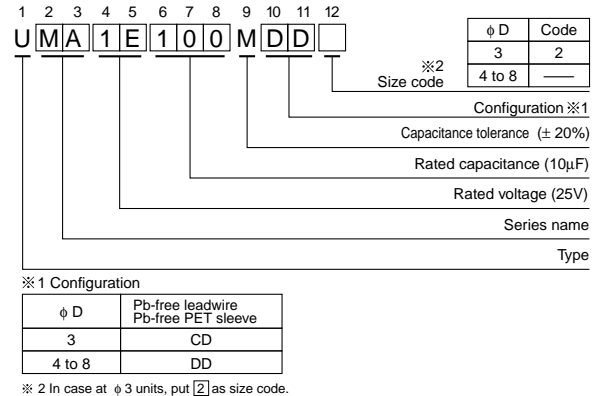 1 2 3 4 5 6 7 8 9 10 11 12
U M A 1 E 1 0 0 M D D
φ D Code
3 2
4 to 8 —
※2
Size code
Configuration ※1
Capacitance tolerance (± 20%)
Rated capacitance (10μF)
Rated voltage (25V)
Series name
Type
※1 Configuration
φ D Pb-free leadwire
Pb-free PET sleeve
3 CD
4 to 8 DD
※ 2 In case at φ 3 units, put 2 as size code.